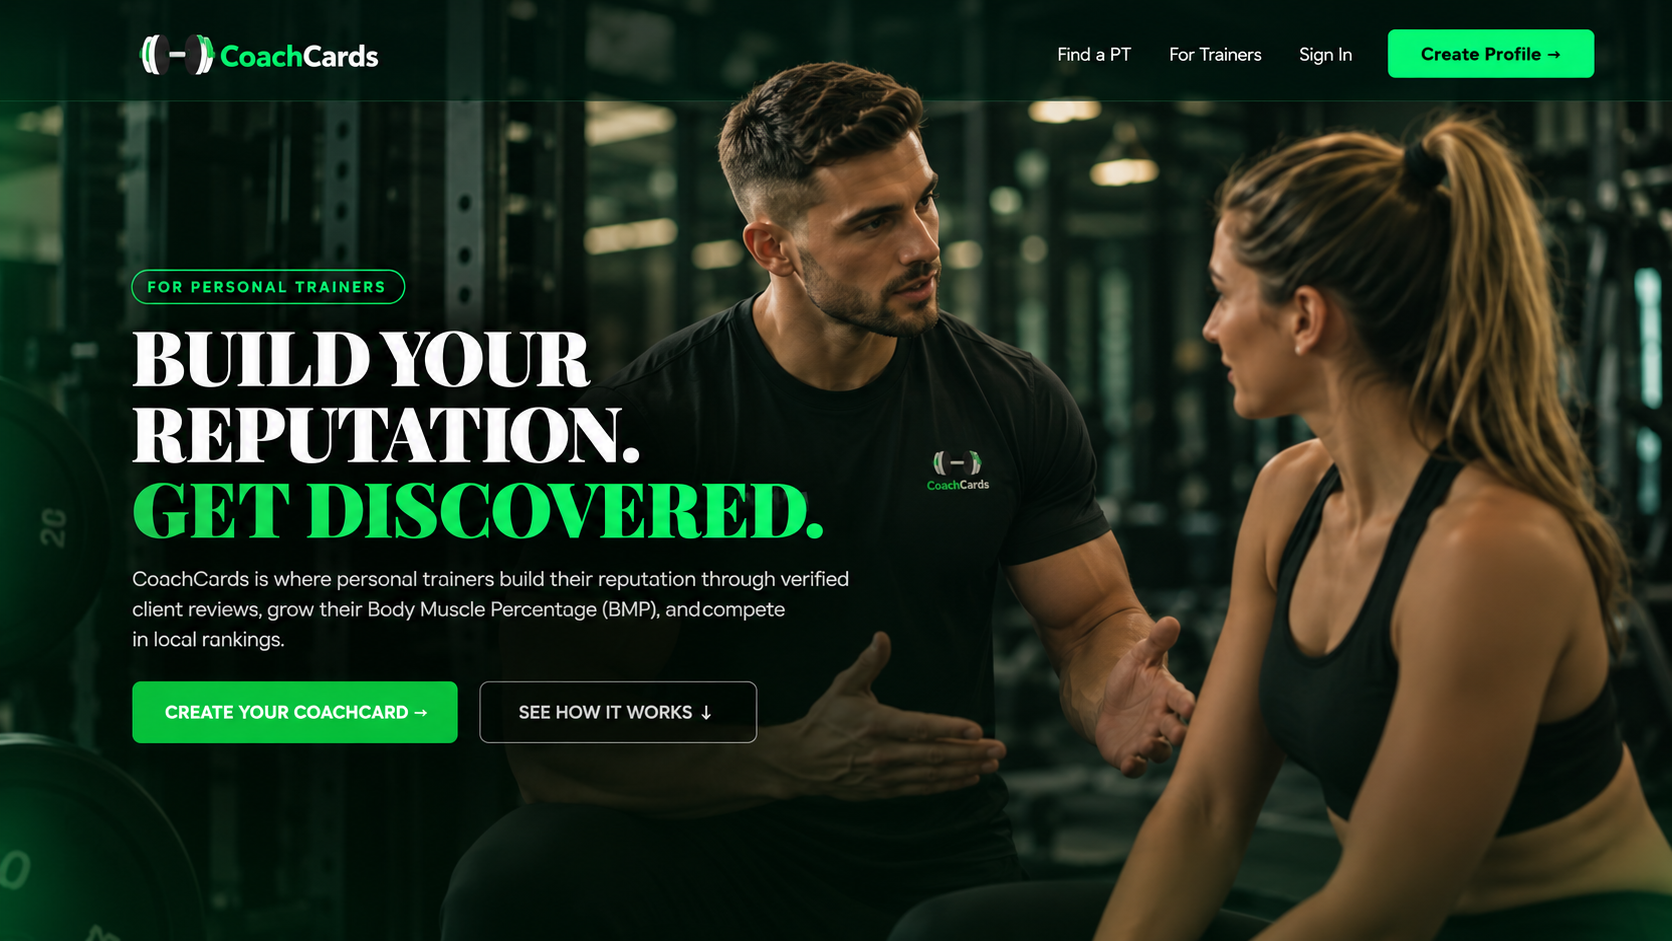 CoachCards
Find a PT
For Trainers
Sign In
Create Profile →
FOR PERSONAL TRAINERS
BUILD YOUR
REPUTATION.
GET DISCOVERED.
CoachCards is where personal trainers build their reputation through verified
client reviews, grow their Body Muscle Percentage (BMP), andcompete
in local rankings.
CREATE YOUR COACHCARD →
SEE HOW IT WORKS ↓
CoachCards
20